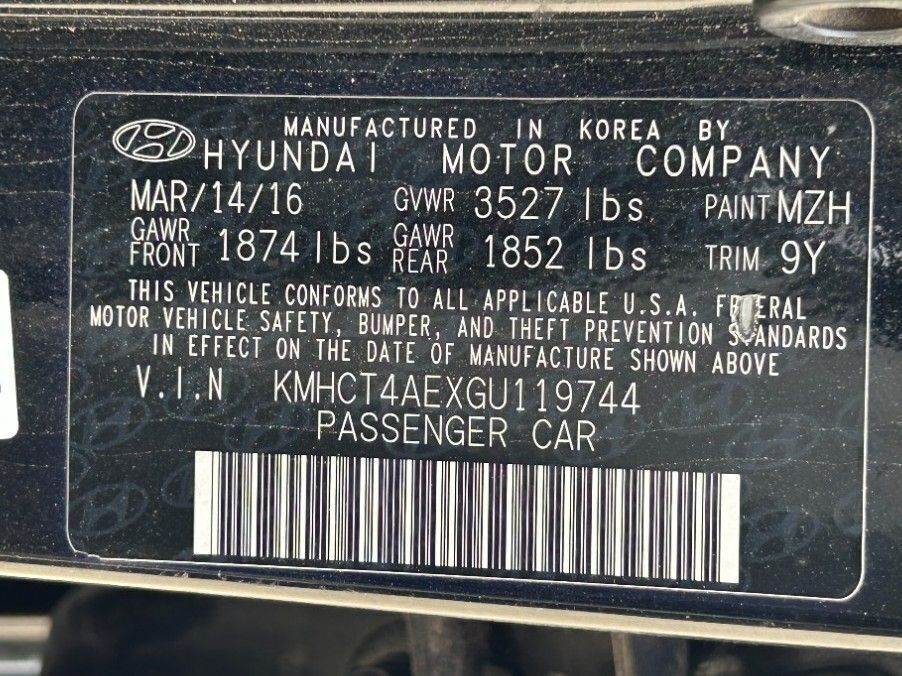 MANUFACTURED IN KOREA BY
HYUNDAI MOTOR COMPANY
MAR/14/16 GVWR 3527 lbs PAINT MZH
GAWR FRONT 1874 lbs GAWR REAR 1852 lbs TRIM 9Y
THIS VEHICLE CONFORMS TO ALL APPLICABLE U.S.A. FEDERAL
MOTOR VEHICLE SAFETY, BUMPER, AND THEFT PREVENTION STANDARDS
IN EFFECT ON THE DATE OF MANUFACTURE SHOWN ABOVE
V.I.N KMHCT4AEXGU119744
PASSENGER CAR